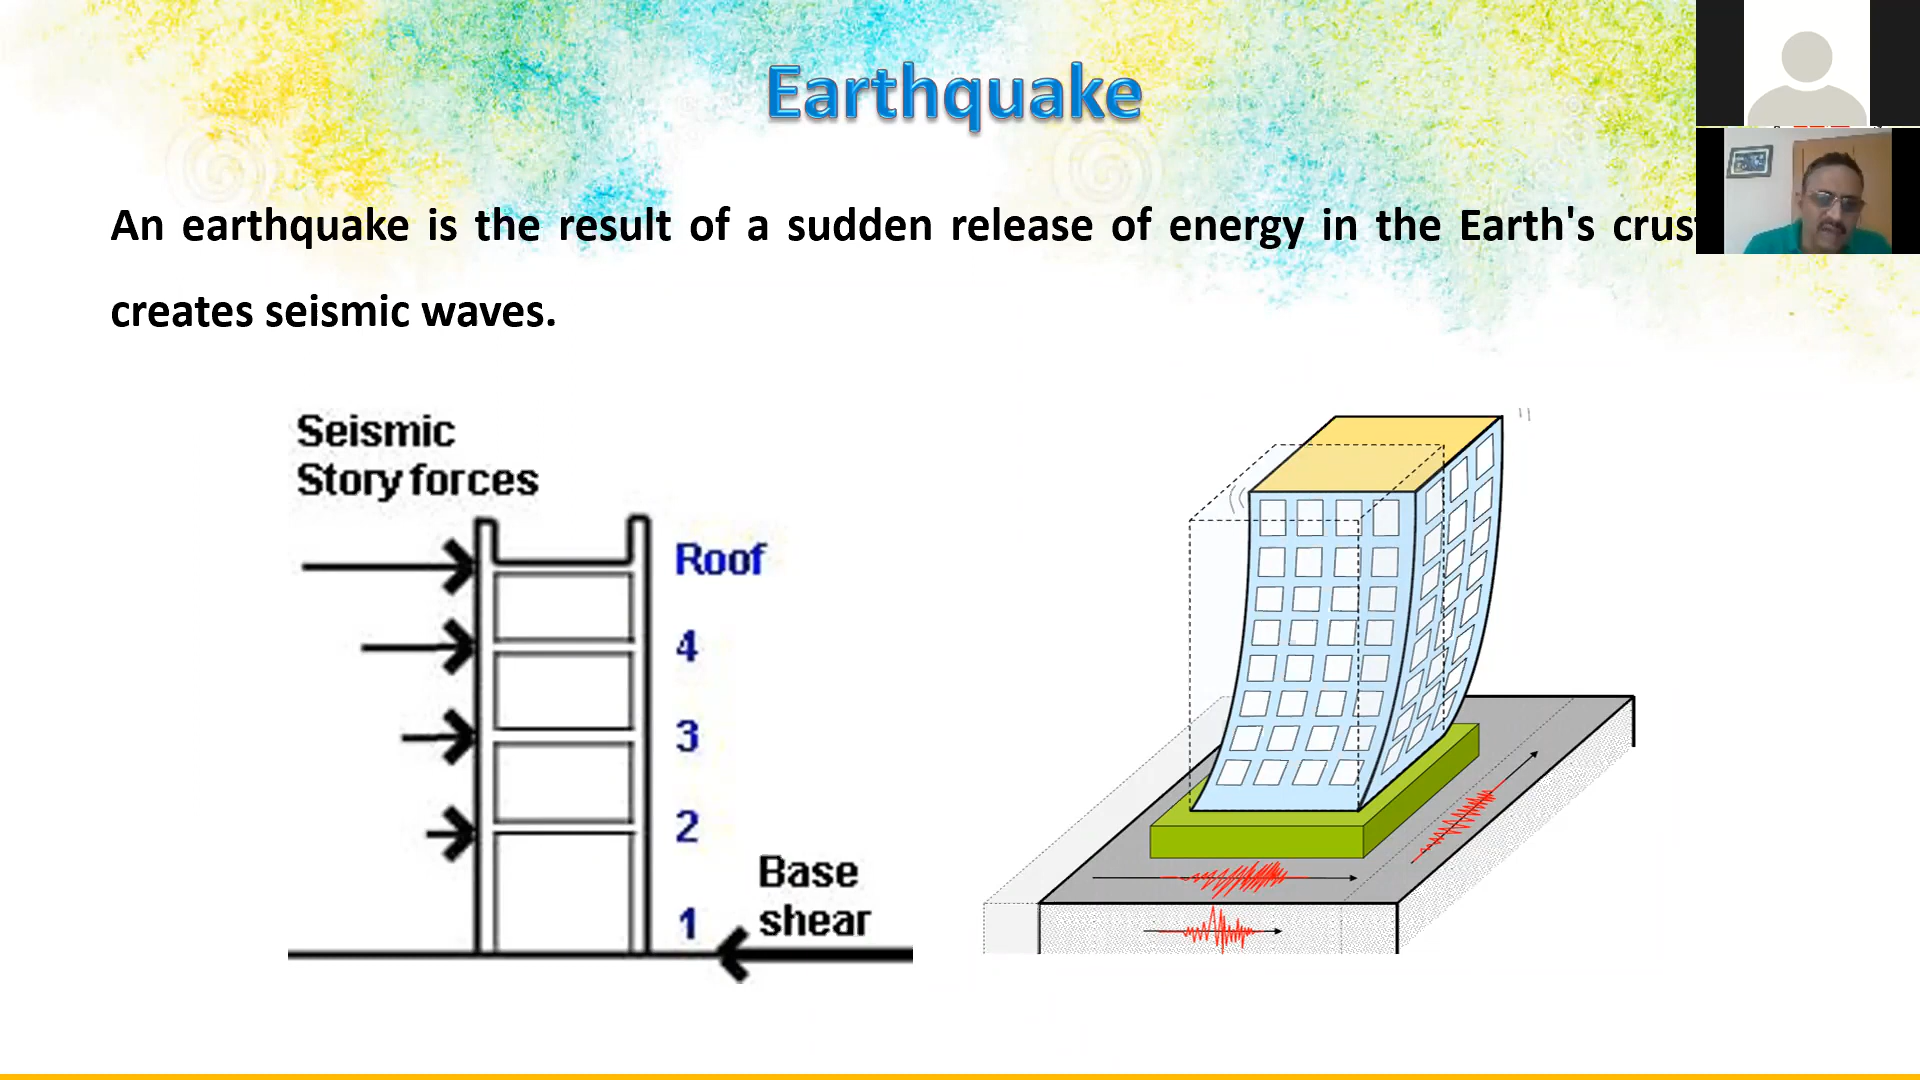 Earthquake
An earthquake is the result of a sudden release of energy in the Earth's crust
creates seismic waves.
Seismic
Story forces
Roof
4
3
2
1
Base
shear